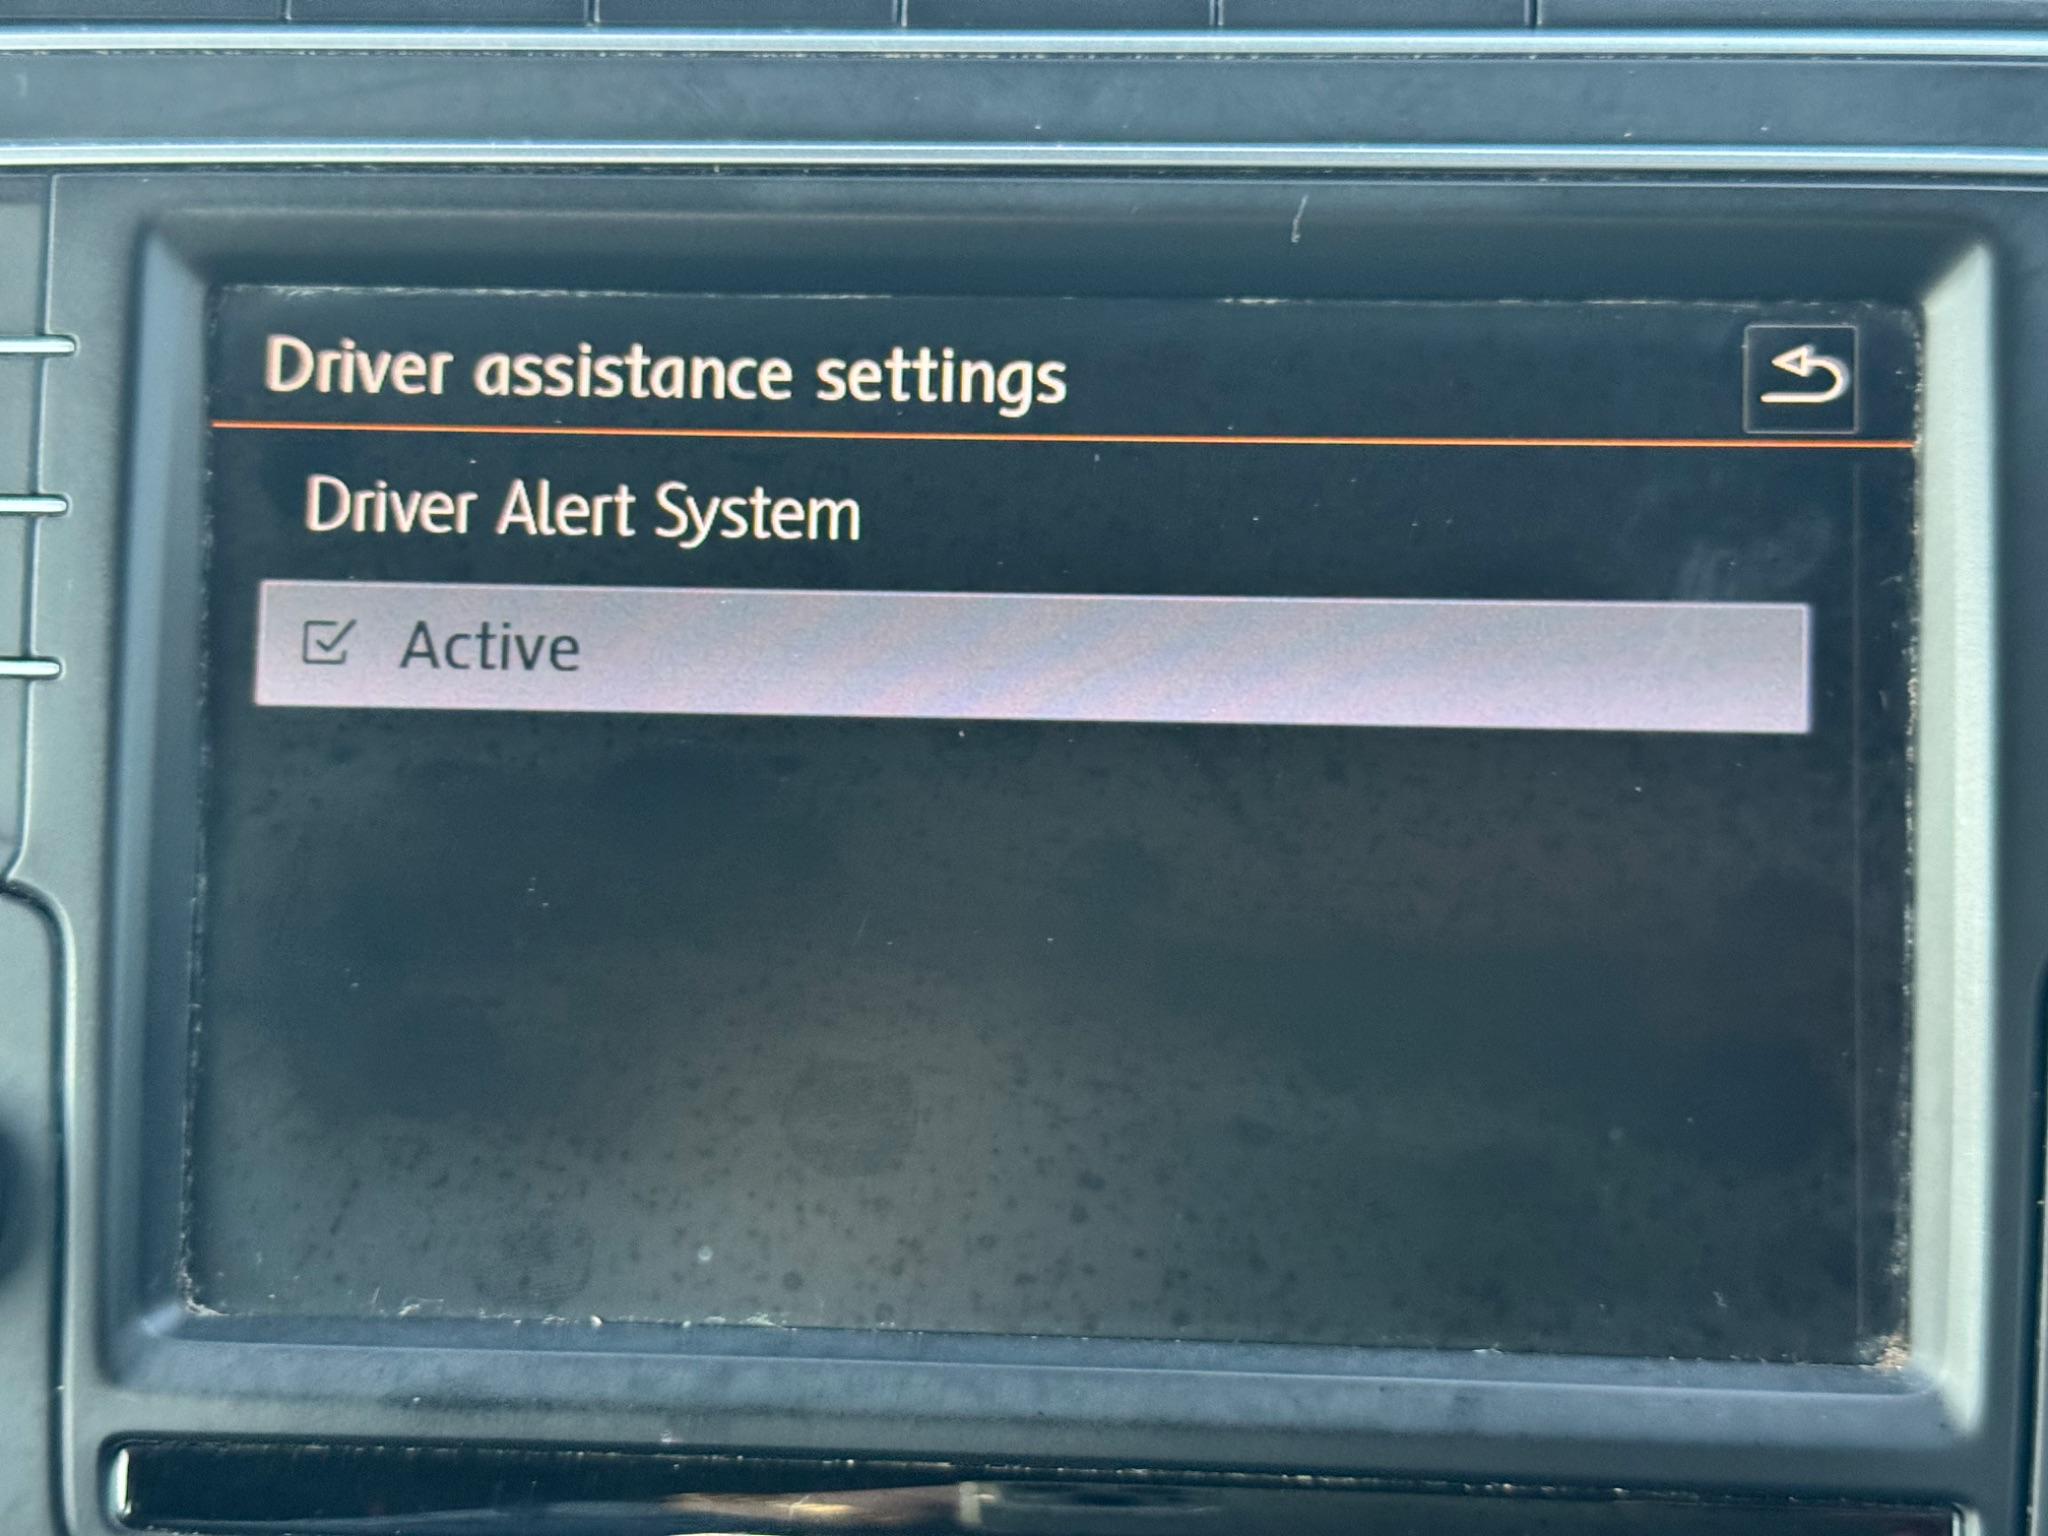 Driver assistance settings
Driver Alert System
Active